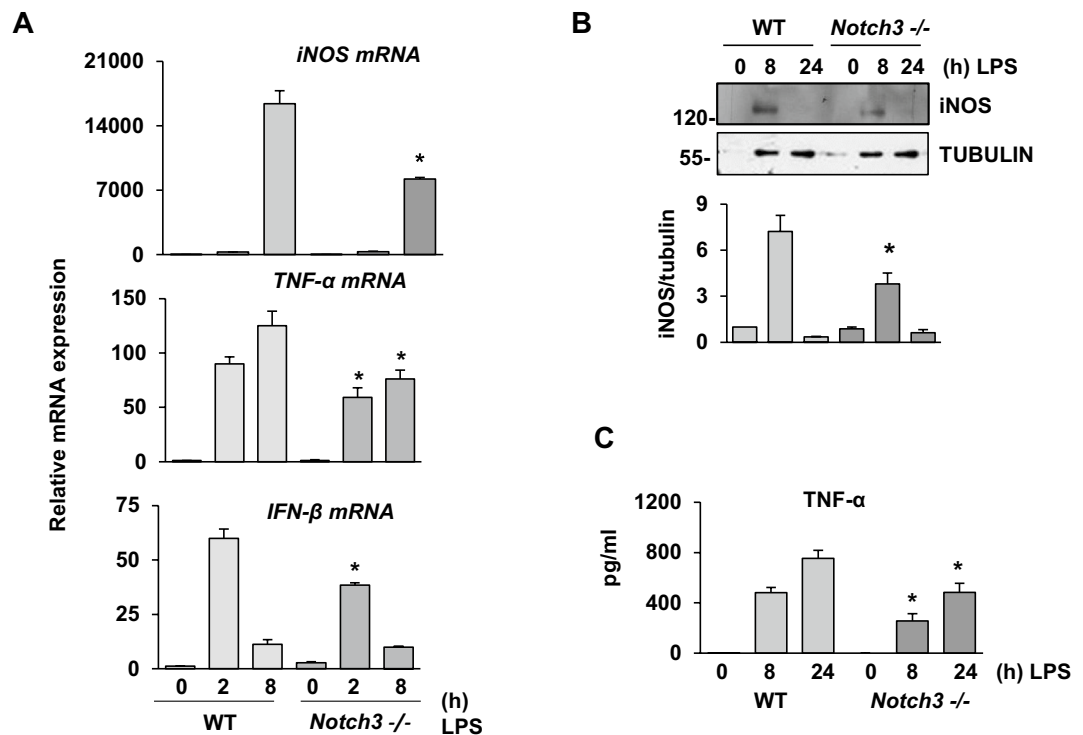 A
iNOS mRNA
21000
14000
7000
0
TNF-α mRNA
150
100
50
0
IFN-β mRNA
75
50
25
0
Relative mRNA expression
0 2 8 0 2 8 (h)
WT Notch3 -/- LPS
B
WT Notch3 -/-
0 8 24 0 8 24 (h) LPS
120- iNOS
55- TUBULIN
9
6
3
0
iNOS/tubulin
*
*
*
*
*
C
TNF-α
1200
800
400
0
pg/ml
*
*
0 8 24 0 8 24 (h) LPS
WT Notch3 -/-